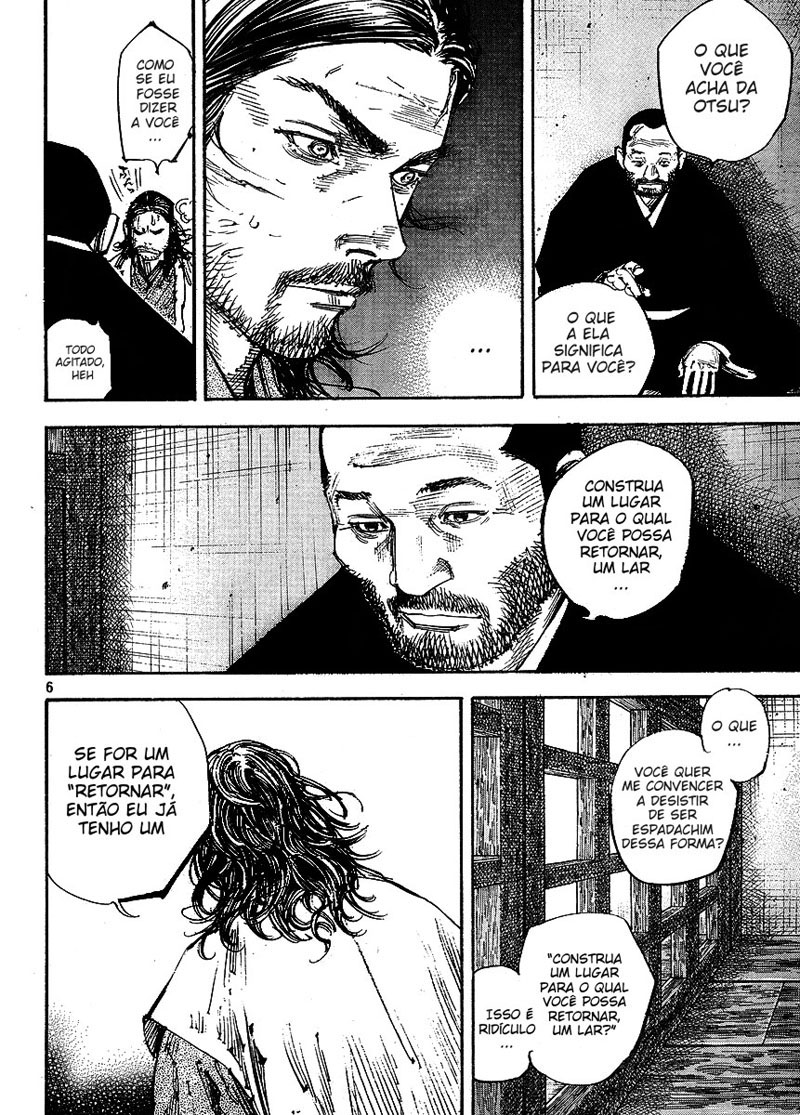 O QUE
VOCÊ
ACHA DA
OTSU?
O QUE
A ELA
SIGNIFICA
PARA VOCÊ?
...
COMO
SE EU
FOSSE
DIZER
A VOCÊ
...
TODO
AGITADO,
HEH
CONSTRUA
UM LUGAR
PARA O QUAL
VOCÊ POSSA
RETORNAR,
UM LAR
...
6
O QUE
...
VOCÊ QUER
ME CONVENCER
A DESISTIR
DE SER
ESPADACHIM
DESSA FORMA?
"CONSTRUA
UM LUGAR
PARA O QUAL
VOCÊ POSSA
RETORNAR,
UM LAR?"
ISSO É
RIDÍCULO
...
SE FOR UM
LUGAR PARA
"RETORNAR",
ENTÃO EU JÁ
TENHO UM